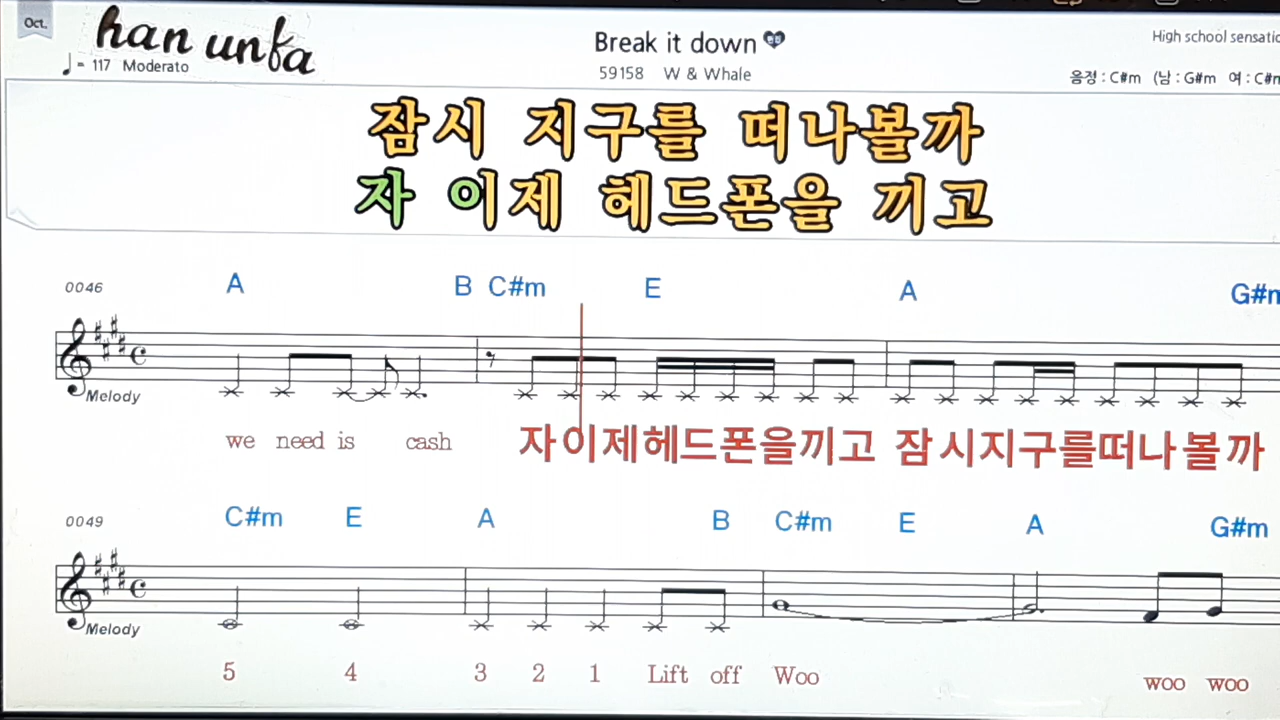 Oct.
han unfa
♩= 117 Moderato
Break it down
59158 W & Whale
High school sensatio
음정 : C#m (남 : G#m 여 : C#m
잠시 지구를 떠나볼까
자 이제 헤드폰을 끼고
0046
A B C#m E A G#m
Melody
we need is cash 자이제헤드폰을끼고 잠시지구를떠나볼까
0049
C#m E A B C#m E A G#m
Melody
5 4 3 2 1 Lift off Woo woo woo